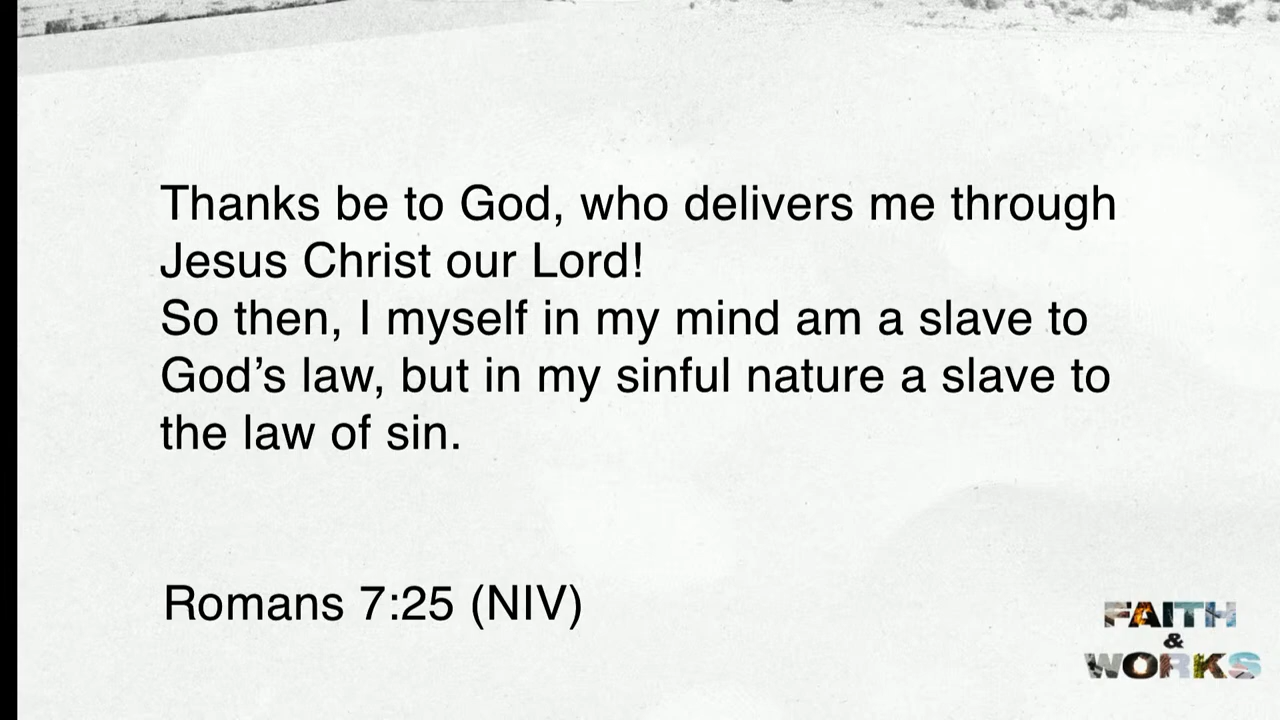 Thanks be to God, who delivers me through
Jesus Christ our Lord!
So then, I myself in my mind am a slave to
God’s law, but in my sinful nature a slave to
the law of sin.
Romans 7:25 (NIV)
FAITH
&
WORKS